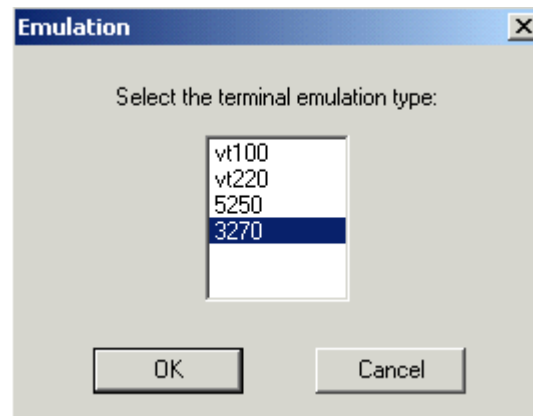 Emulation
Select the terminal emulation type:
vt100
vt220
5250
3270
OK Cancel